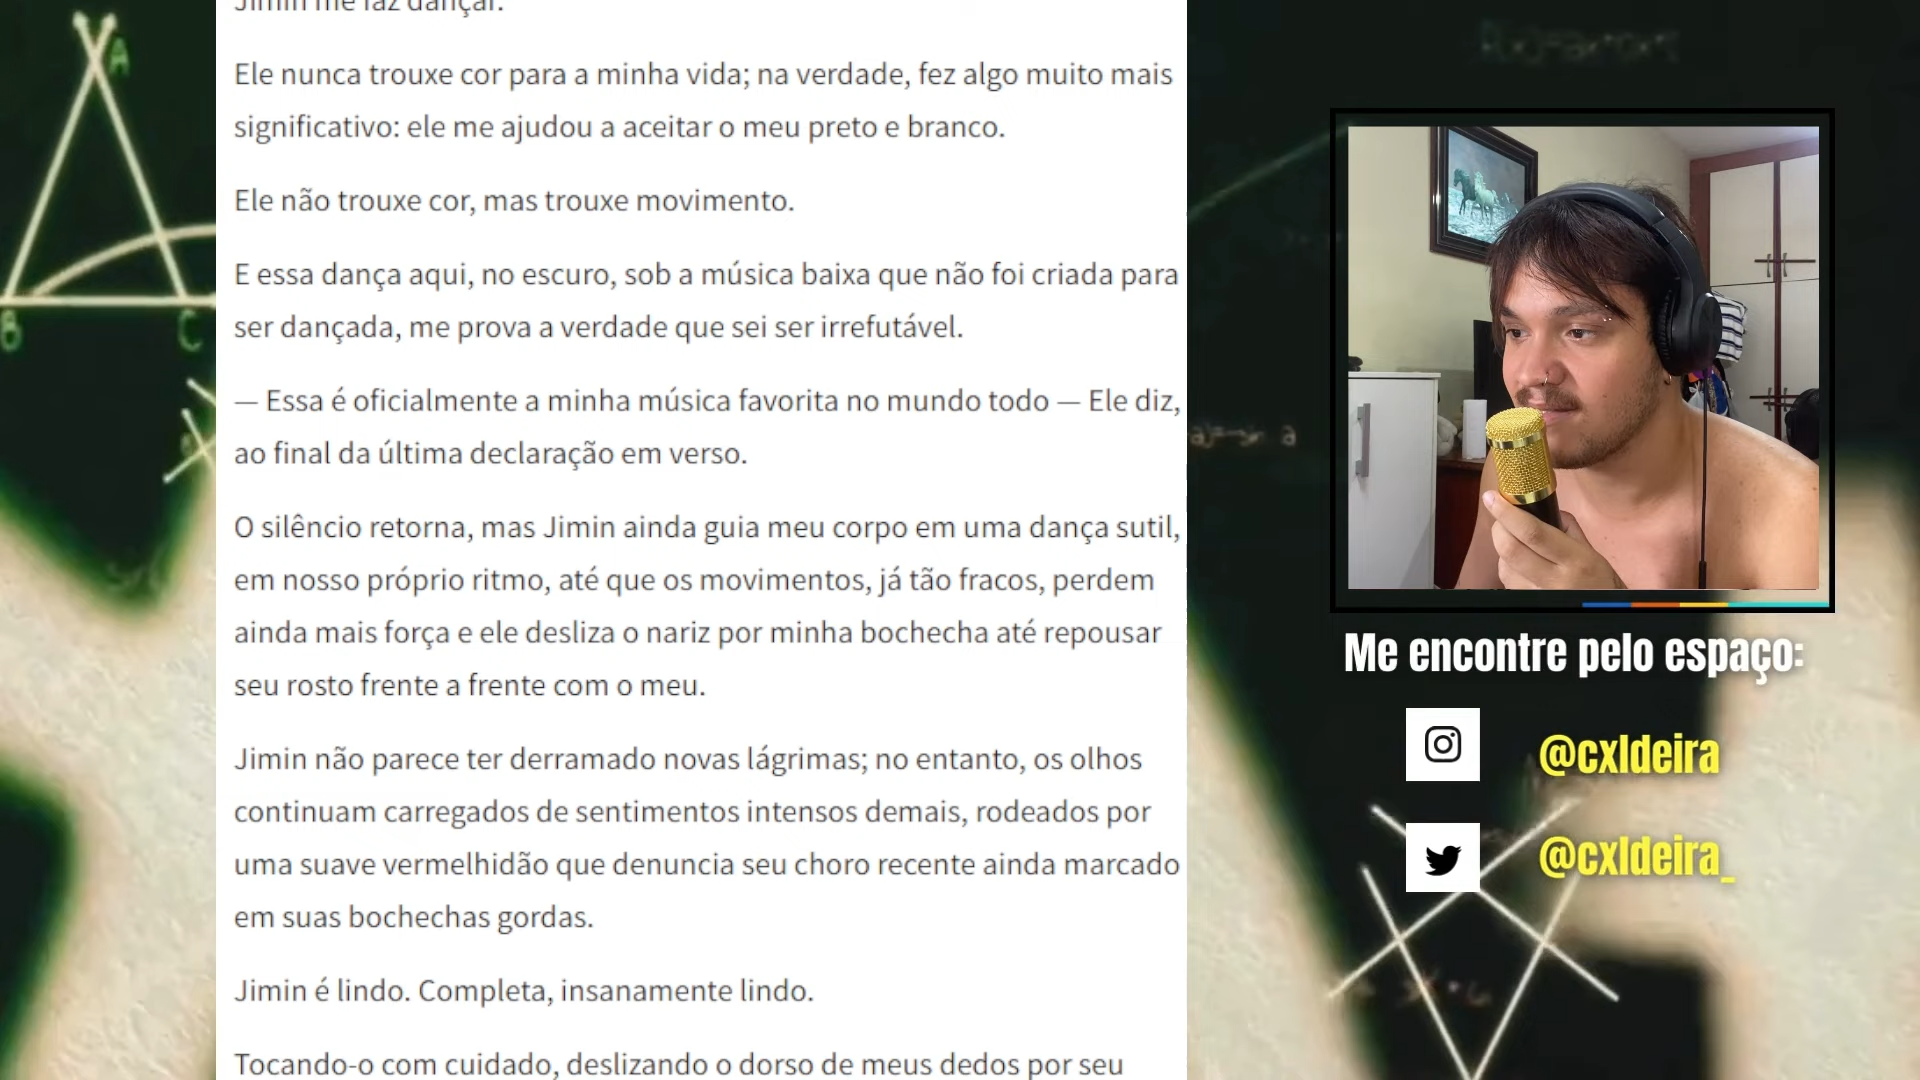 Jimin me faz dançar.
Ele nunca trouxe cor para a minha vida; na verdade, fez algo muito mais
significativo: ele me ajudou a aceitar o meu preto e branco.
Ele não trouxe cor, mas trouxe movimento.
E essa dança aqui, no escuro, sob a música baixa que não foi criada para
ser dançada, me prova a verdade que sei ser irrefutável.
— Essa é oficialmente a minha música favorita no mundo todo — Ele diz,
ao final da última declaração em verso.
O silêncio retorna, mas Jimin ainda guia meu corpo em uma dança sutil,
em nosso próprio ritmo, até que os movimentos, já tão fracos, perdem
ainda mais força e ele desliza o nariz por minha bochecha até repousar
seu rosto frente a frente com o meu.
Jimin não parece ter derramado novas lágrimas; no entanto, os olhos
continuam carregados de sentimentos intensos demais, rodeados por
uma suave vermelhidão que denuncia seu choro recente ainda marcado
em suas bochechas gordas.
Jimin é lindo. Completa, insanamente lindo.
Tocando-o com cuidado, deslizando o dorso de meus dedos por seu
A
B
C
Me encontre pelo espaço:
@cxldeira
@cxldeira_